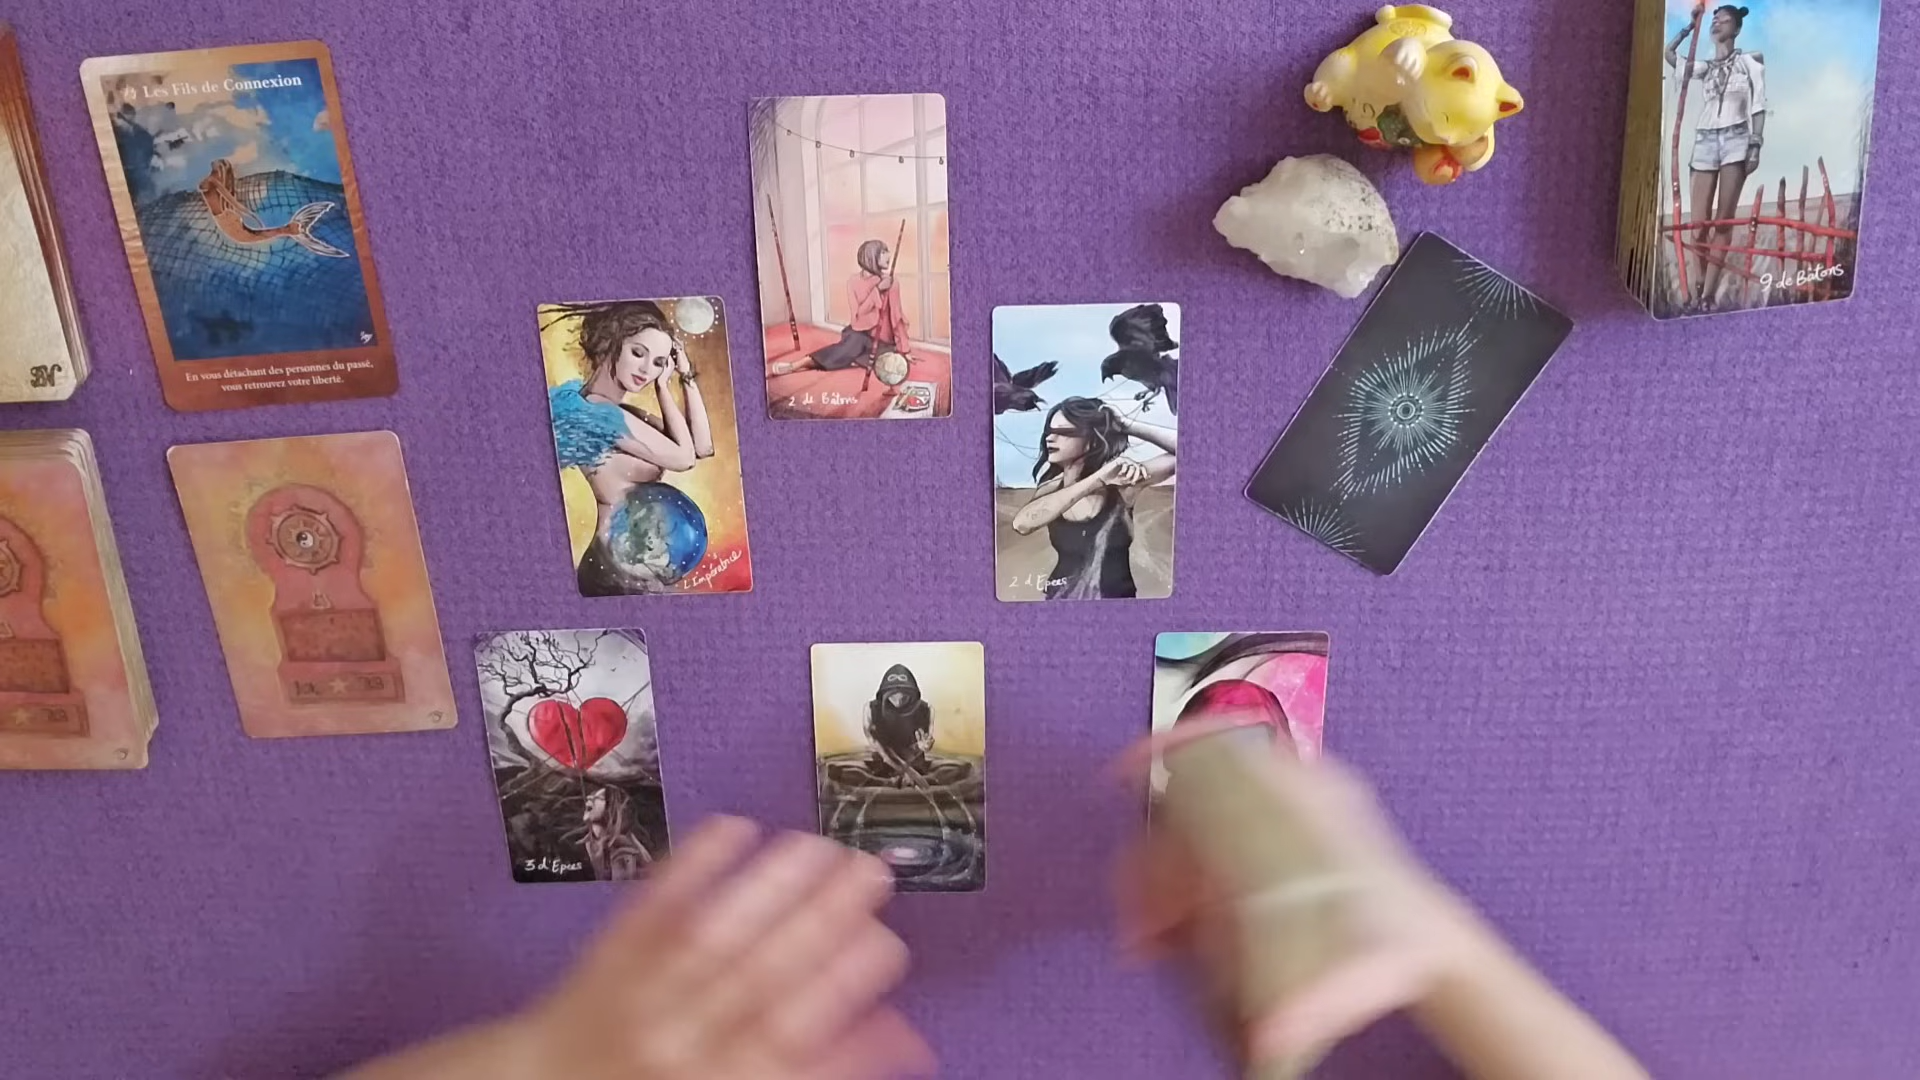 Les Fils de Connexion
En vous détachant des personnes du passé,
vous retrouvez votre liberté.
2 de Bâtons
9 de Bâtons
L'Impératrice
2 d'Epees
3 d'Epees